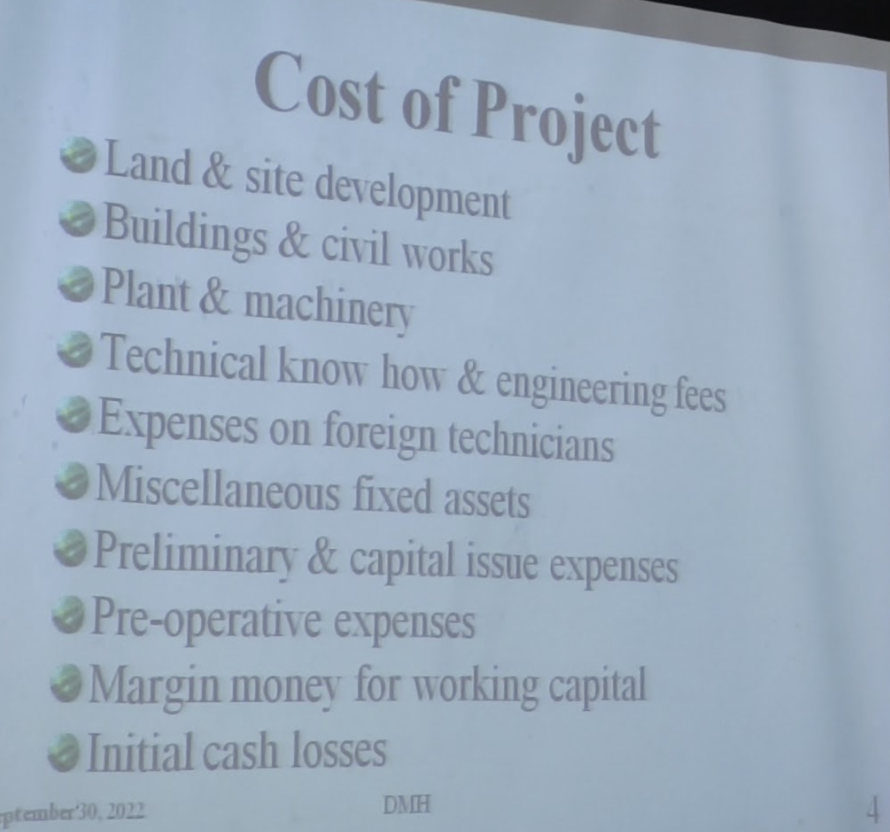 Cost of Project
Land & site development
Buildings & civil works
Plant & machinery
Technical know how & engineering fees
Expenses on foreign technicians
Miscellaneous fixed assets
Preliminary & capital issue expenses
Pre-operative expenses
Margin money for working capital
Initial cash losses
eptember'30, 2022 DMH 4